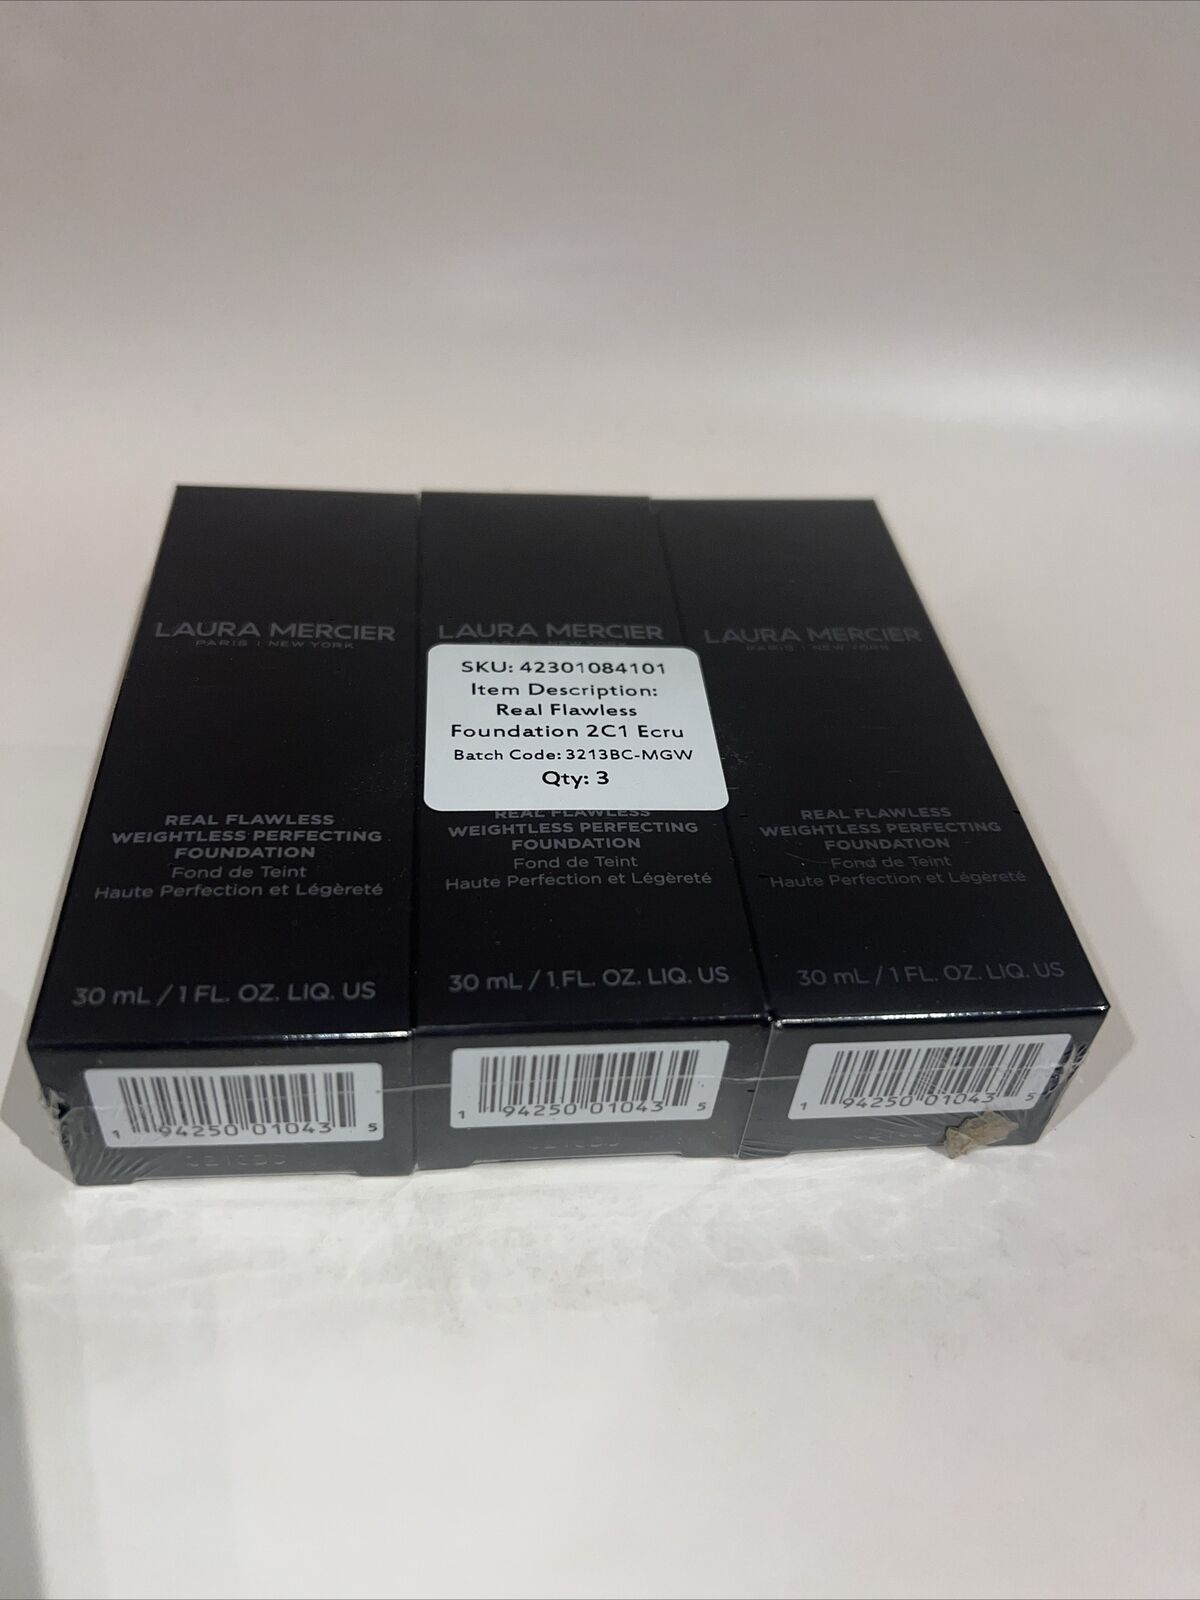 LAURA MERCIER
PARIS | NEW YORK
REAL FLAWLESS
WEIGHTLESS PERFECTING
FOUNDATION
Fond de Teint
Haute Perfection et Légèreté
30 mL / 1 FL. OZ. LIQ. US
1 94250 01043 5
LAURA MERCIER
SKU: 42301084101
Item Description:
Real Flawless
Foundation 2C1 Ecru
Batch Code: 3213BC-MGW
Qty: 3
REAL FLAWLESS
WEIGHTLESS PERFECTING
FOUNDATION
Fond de Teint
Haute Perfection et Légèreté
30 mL / 1 FL. OZ. LIQ. US
1 94250 01043 5
LAURA MERCIER
PARIS | NEW YORK
REAL FLAWLESS
WEIGHTLESS PERFECTING
FOUNDATION
Fond de Teint
Haute Perfection et Légèreté
30 mL / 1 FL. OZ. LIQ. US
1 94250 01043 5